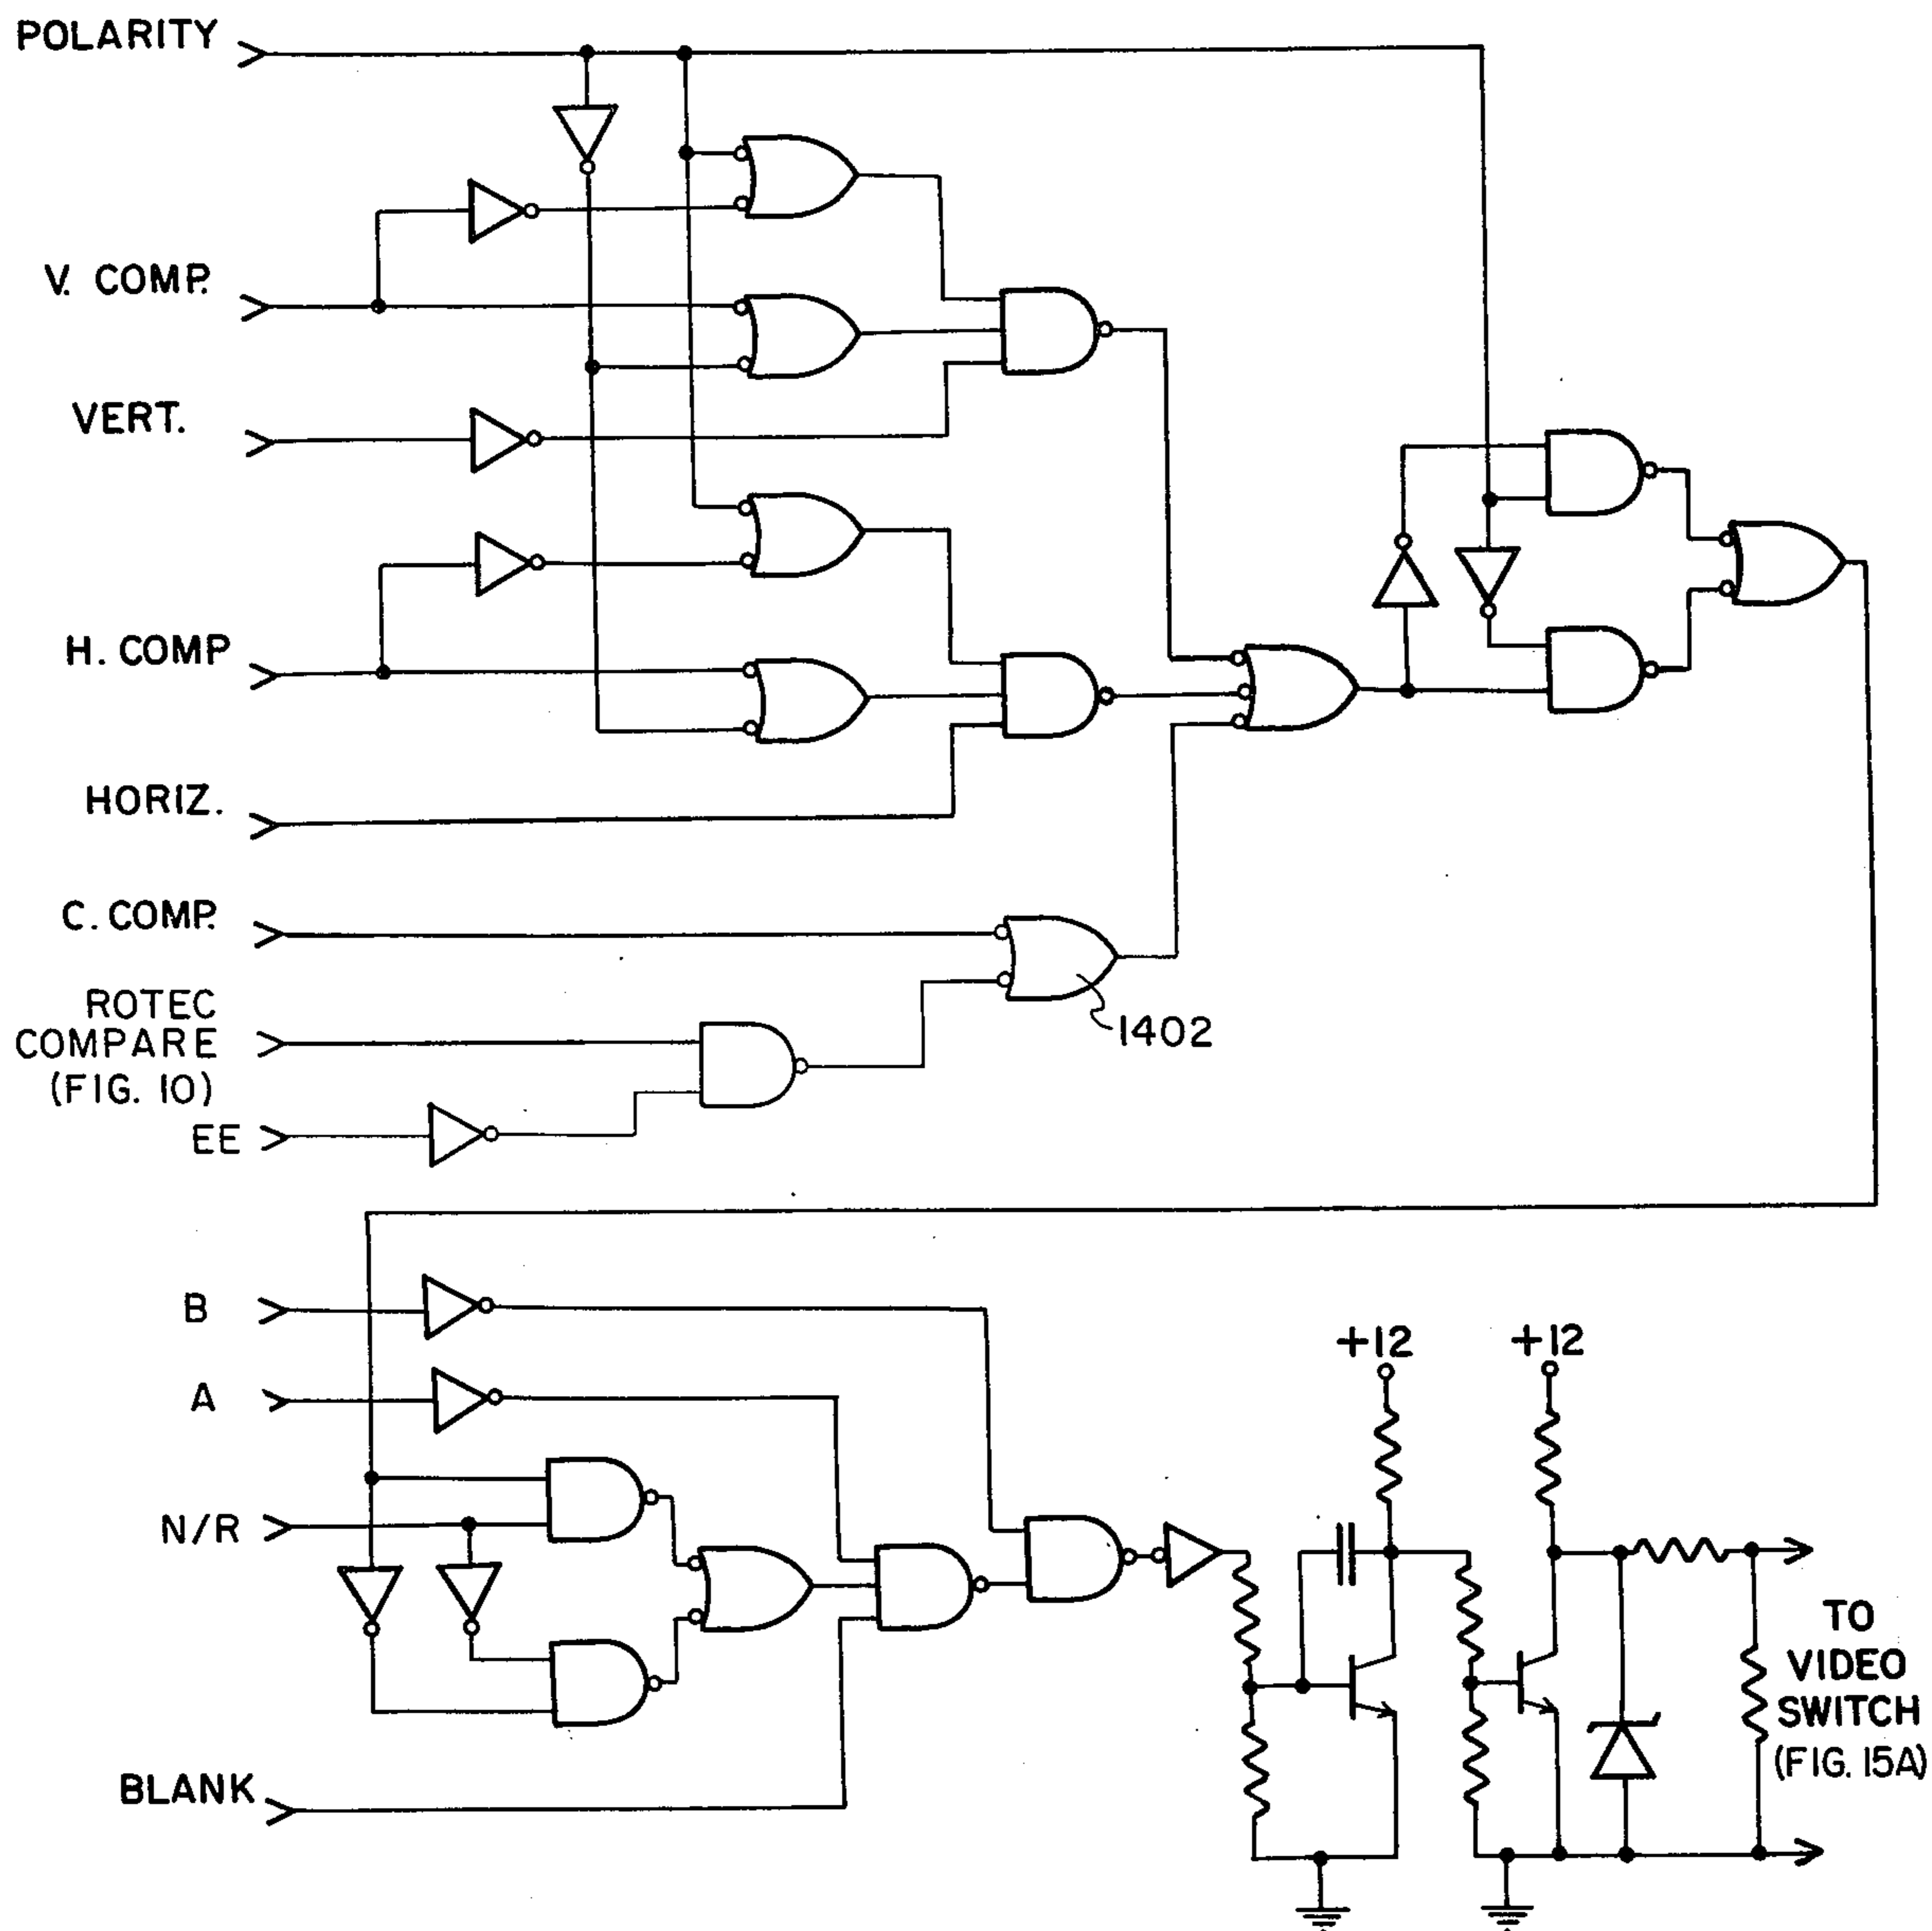 POLARITY
V. COMP.
VERT.
H. COMP
HORIZ.
C. COMP.
ROTEC
COMPARE
(FIG. 10)
EE
1402
B
A
N/R
BLANK
+12
+12
TO
VIDEO
SWITCH
(FIG. 15A)